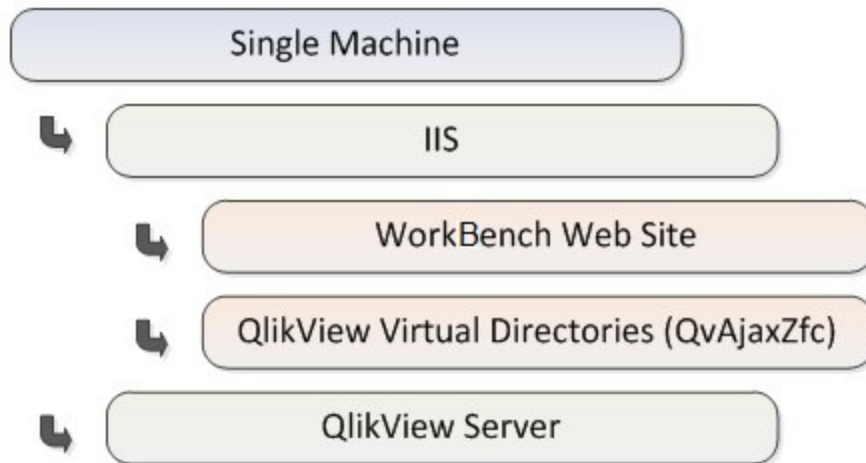 Single Machine
IIS
WorkBench Web Site
QlikView Virtual Directories (QvAjaxZfc)
QlikView Server